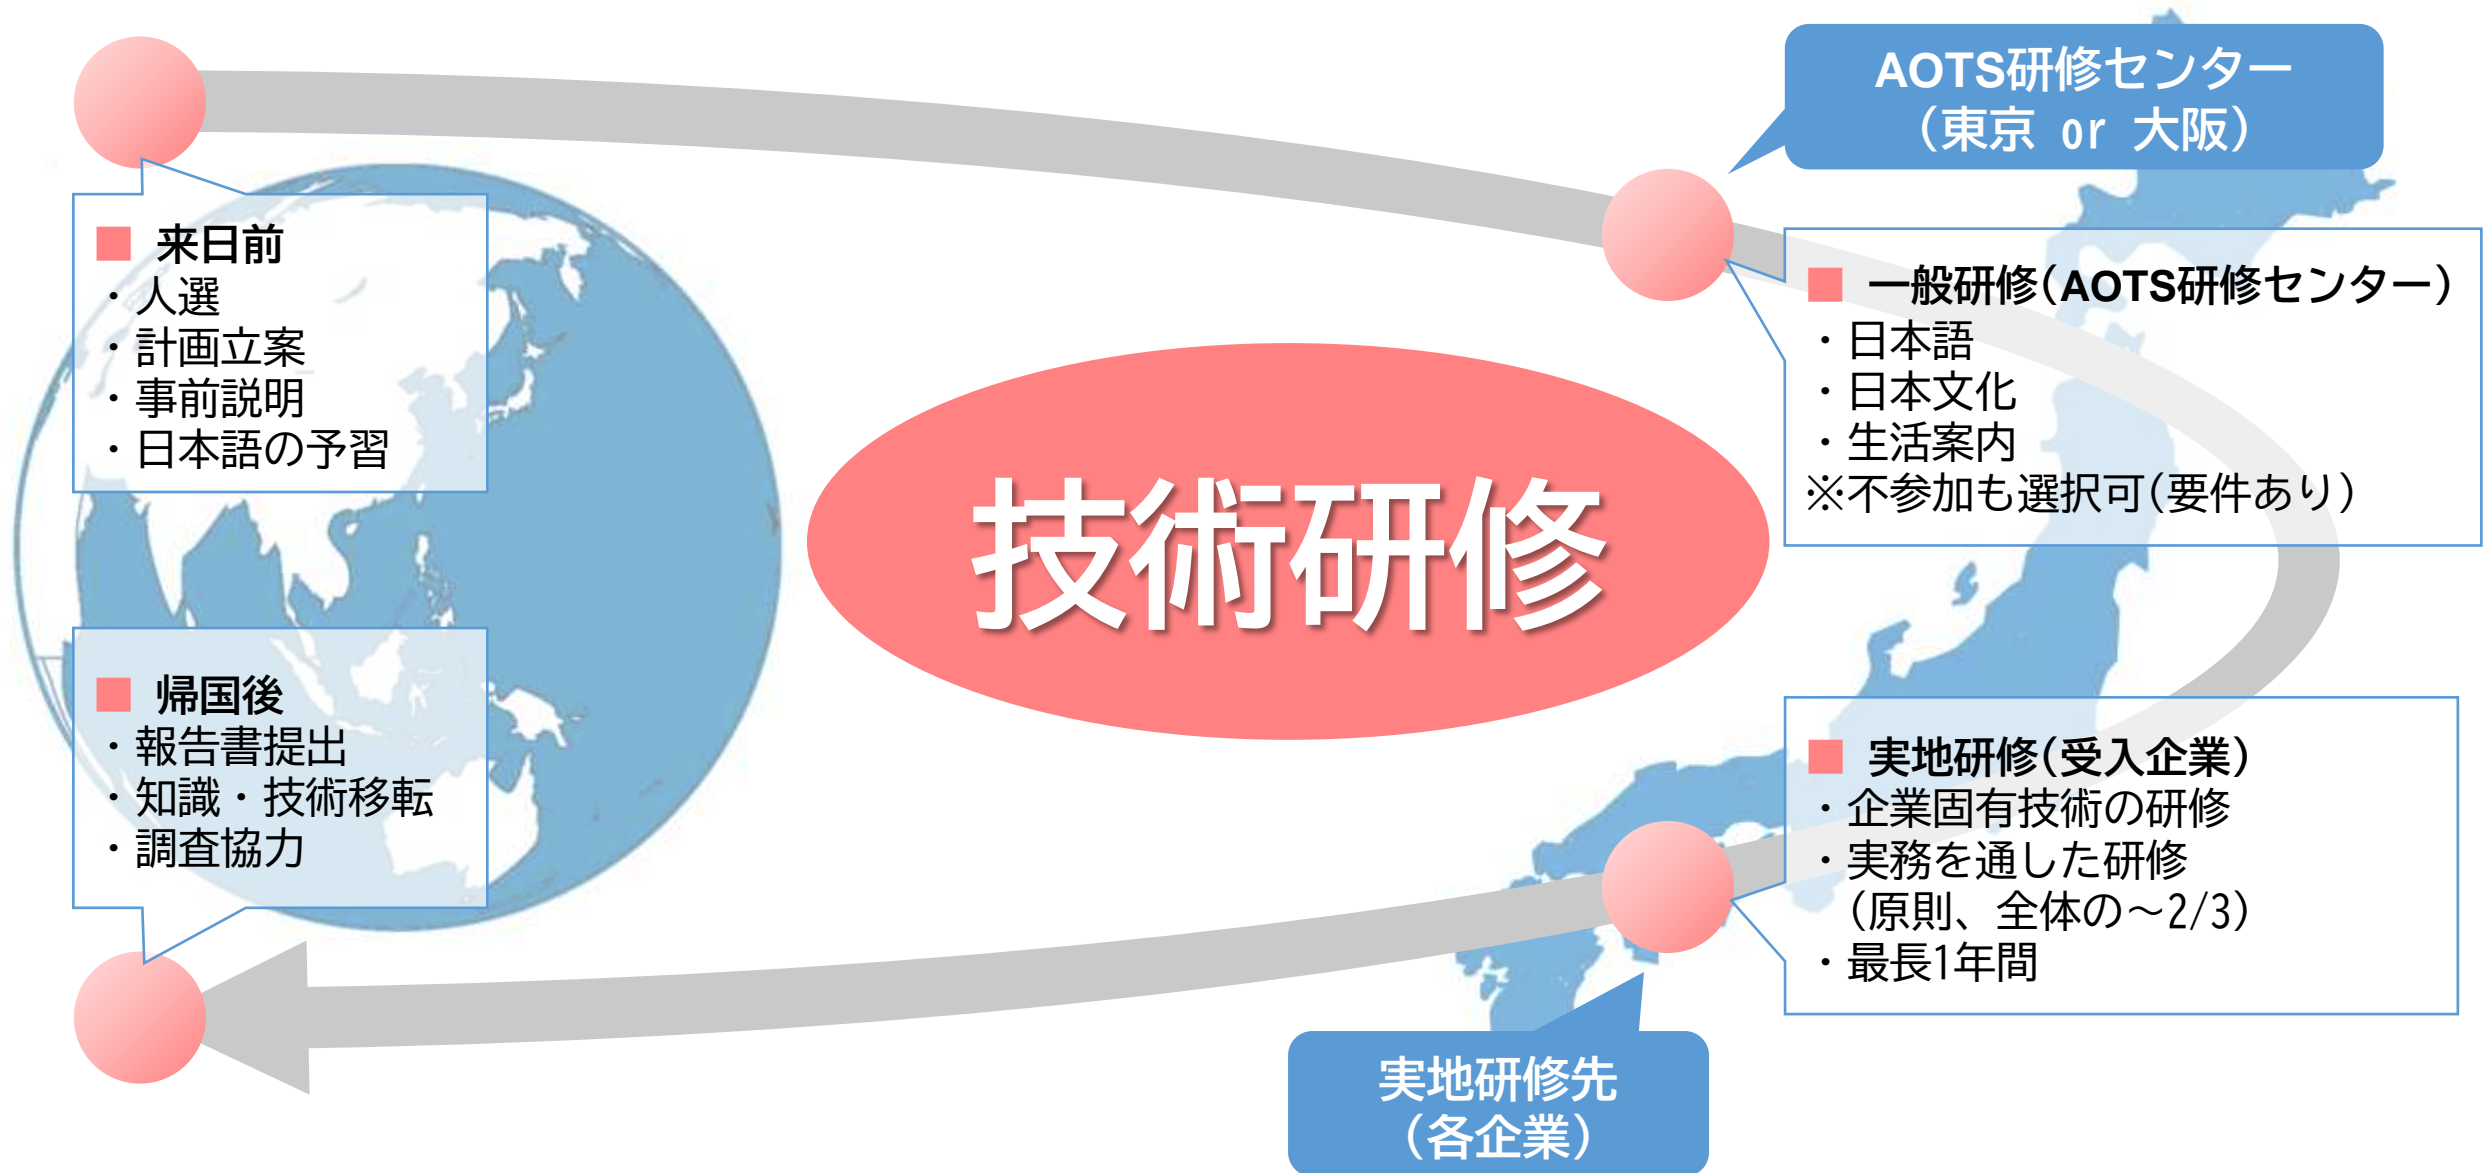 ■ 来日前
・人選
・計画立案
・事前説明
・日本語の予習
AOTS研修センター
（東京 or 大阪）
■ 一般研修(AOTS研修センター)
・日本語
・日本文化
・生活案内
※不参加も選択可(要件あり)
技術研修
■ 実地研修(受入企業)
・企業固有技術の研修
・実務を通した研修
（原則、全体の～2/3）
・最長1年間
実地研修先
（各企業）
■ 帰国後
・報告書提出
・知識・技術移転
・調査協力